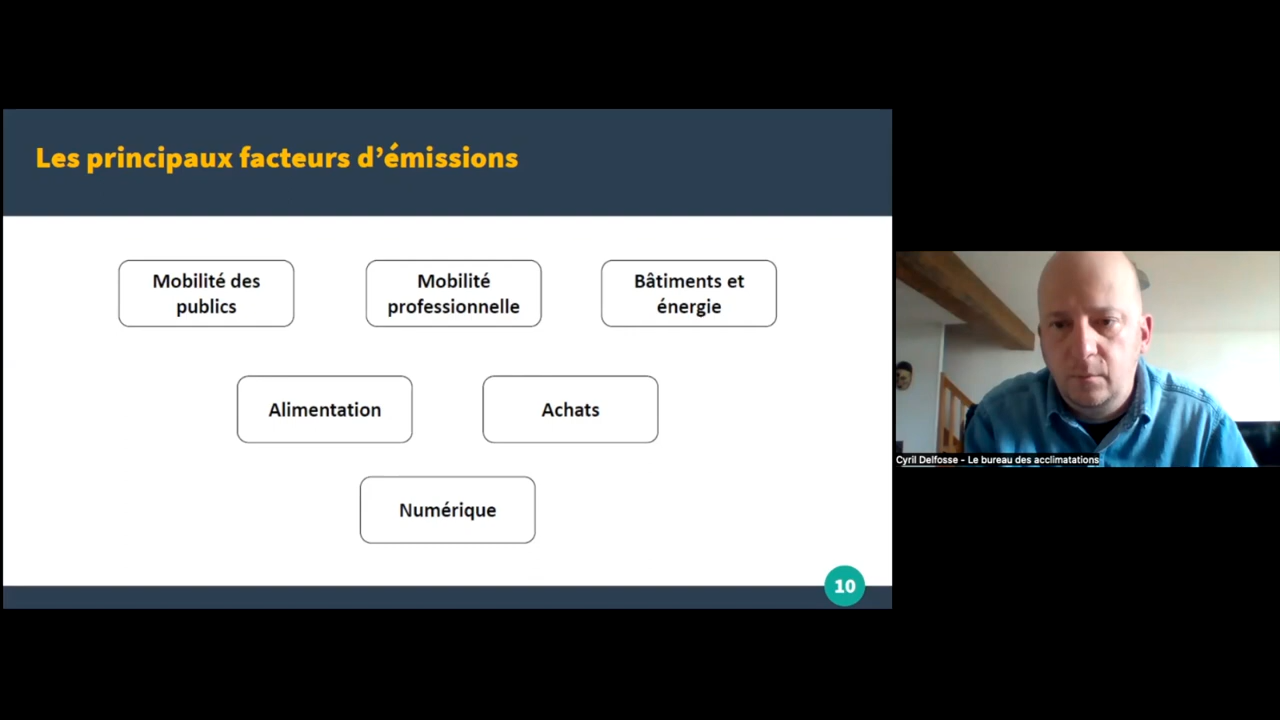 Les principaux facteurs d’émissions
Mobilité des
publics
Mobilité
professionnelle
Bâtiments et
énergie
Alimentation
Achats
Numérique
10
Cyril Delfosse - Le bureau des acclimatations